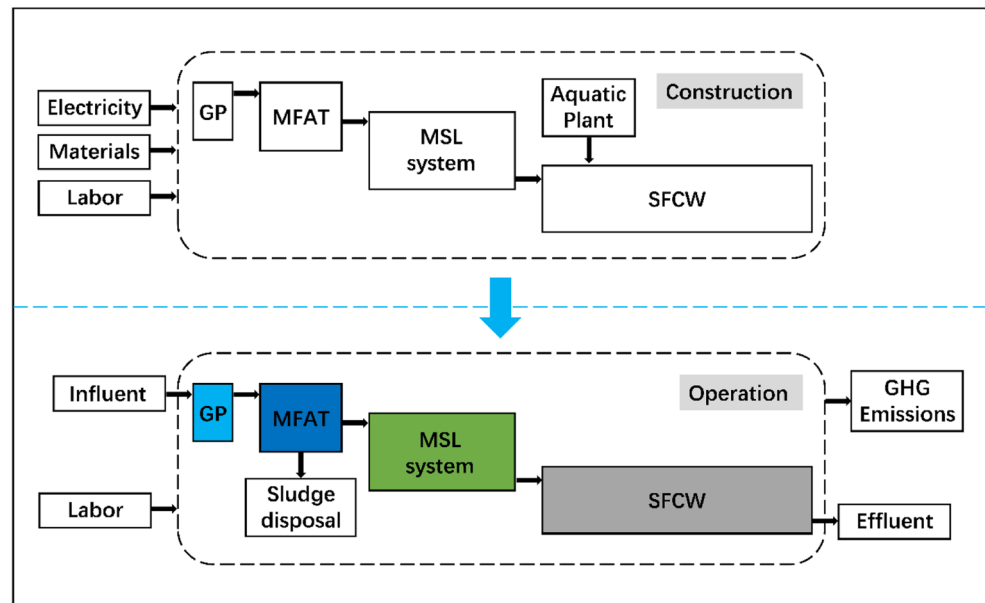 Electricity
Materials
Labor
GP
MFAT
MSL
system
Aquatic
Plant
SFCW
Construction
Influent
Labor
GP
MFAT
Sludge
disposal
MSL
system
SFCW
Operation
GHG
Emissions
Effluent